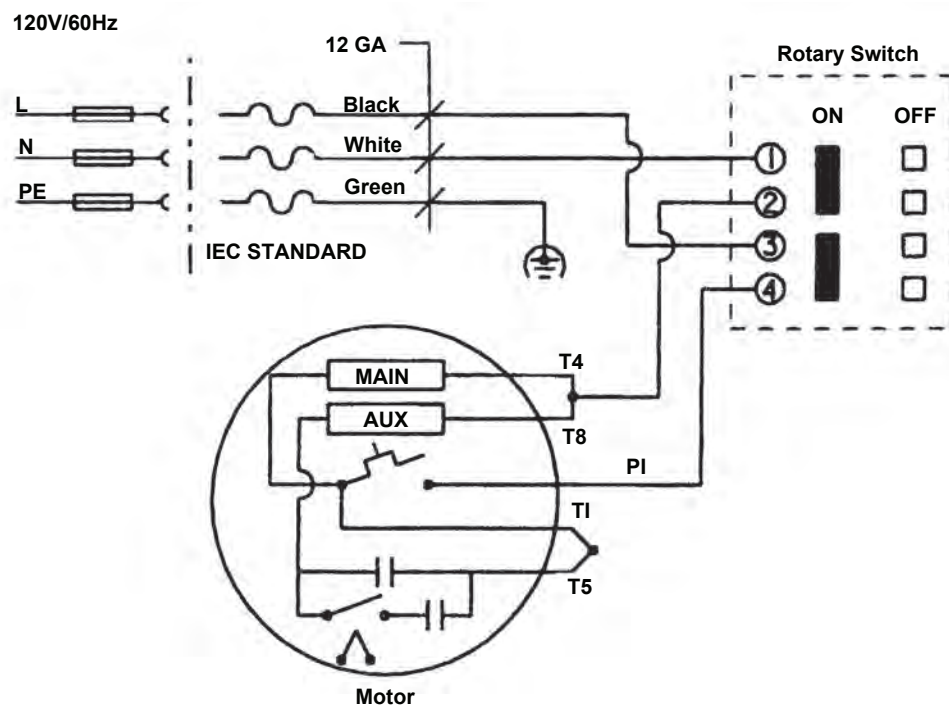 120V/60Hz
12 GA
Rotary Switch
L
Black
ON OFF
N
White
1
PE
Green
2
IEC STANDARD
3
4
MAIN
T4
AUX
T8
PI
TI
T5
Motor